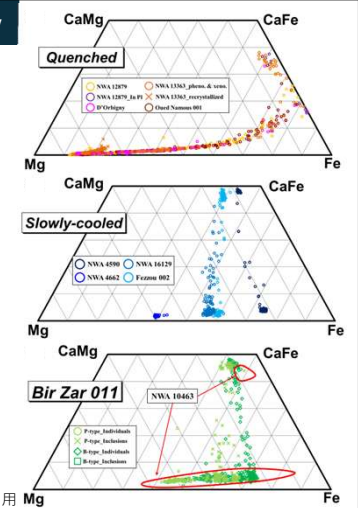 CaMg CaFe
Quenched
NWA 12879 NWA 13363_pheno. & xeno.
NWA 12879_In Pl NWA 13363_recrystallized
D'Orbigny Oued Namous 001
Mg Fe
CaMg CaFe
Slowly-cooled
NWA 4590 NWA 16129
NWA 4662 Fezzou 002
Mg Fe
CaMg CaFe
Bir Zar 011
NWA 10463
P-type_Individuals
P-type_Inclusions
B-type_Individuals
B-type_Inclusions
用 Mg Fe